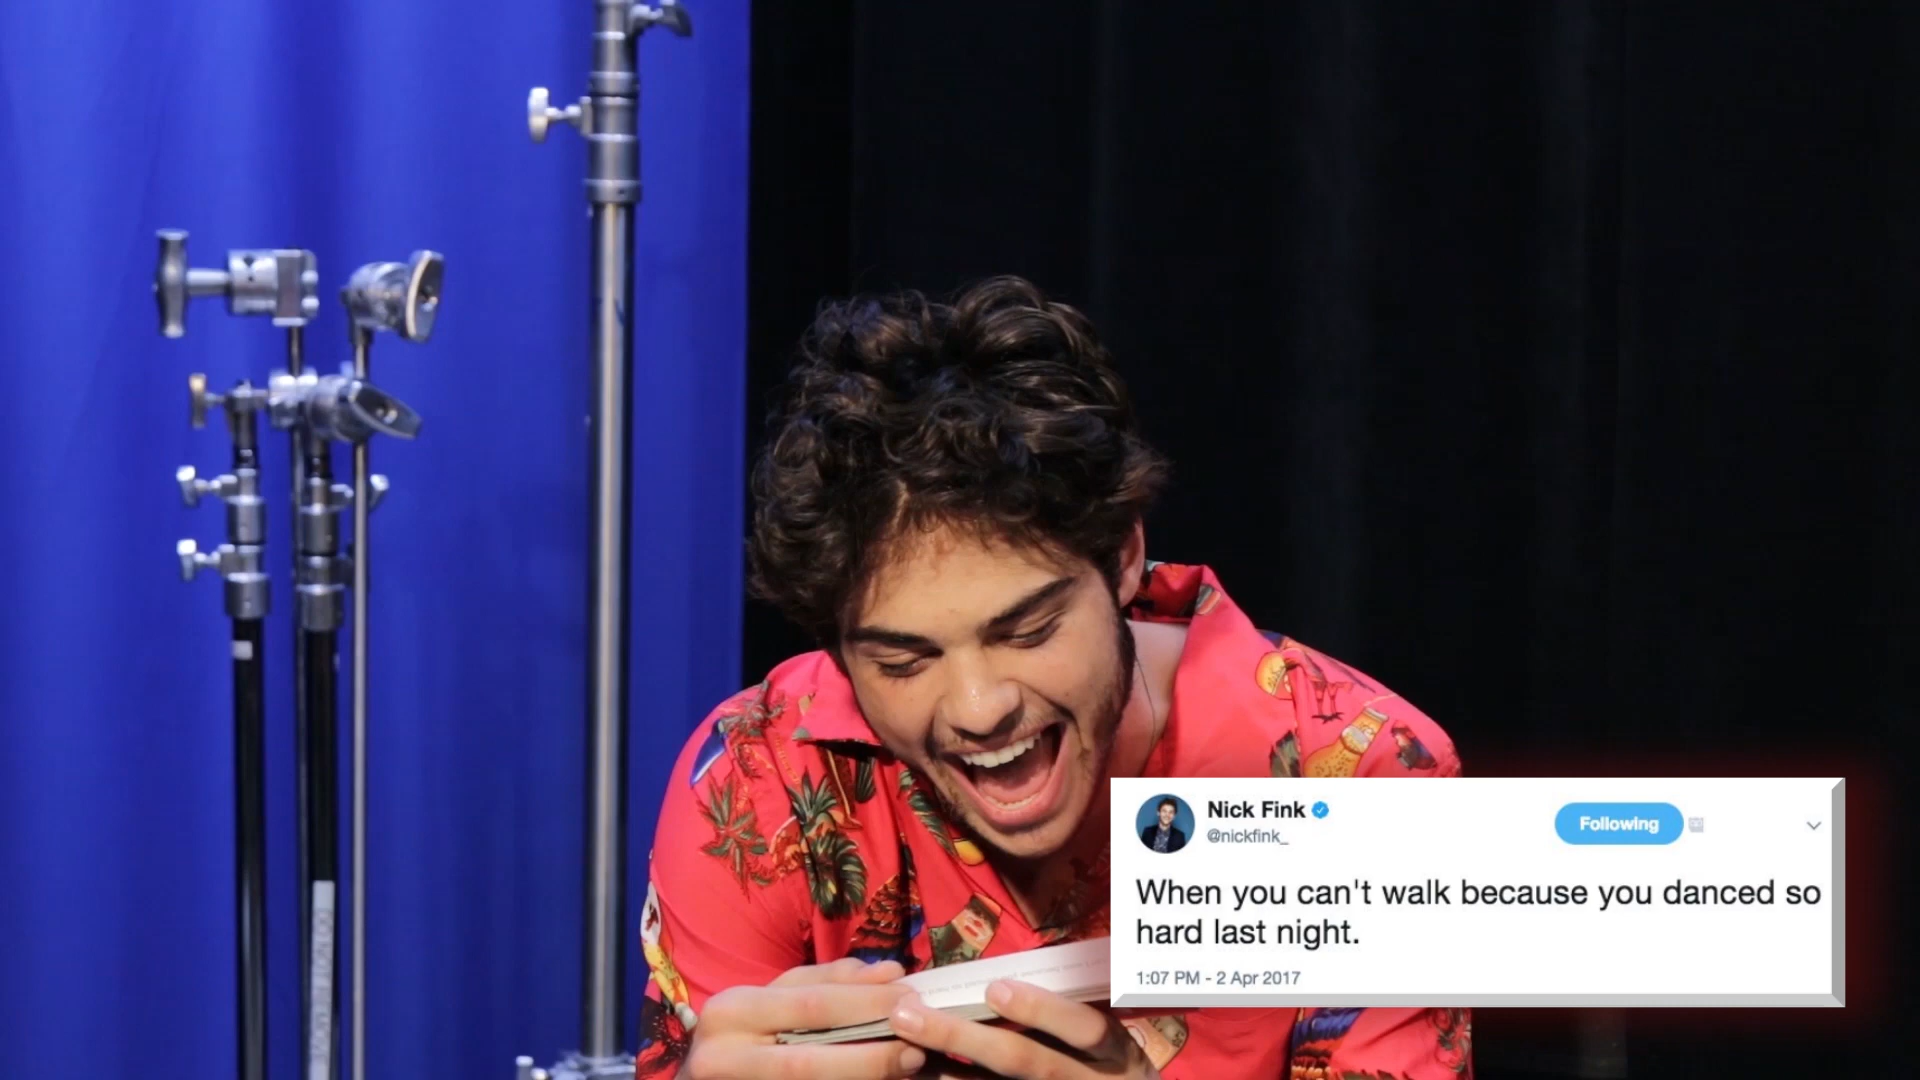 Nick Fink
@nickfink_
Following
When you can't walk because you danced so
hard last night.
1:07 PM - 2 Apr 2017